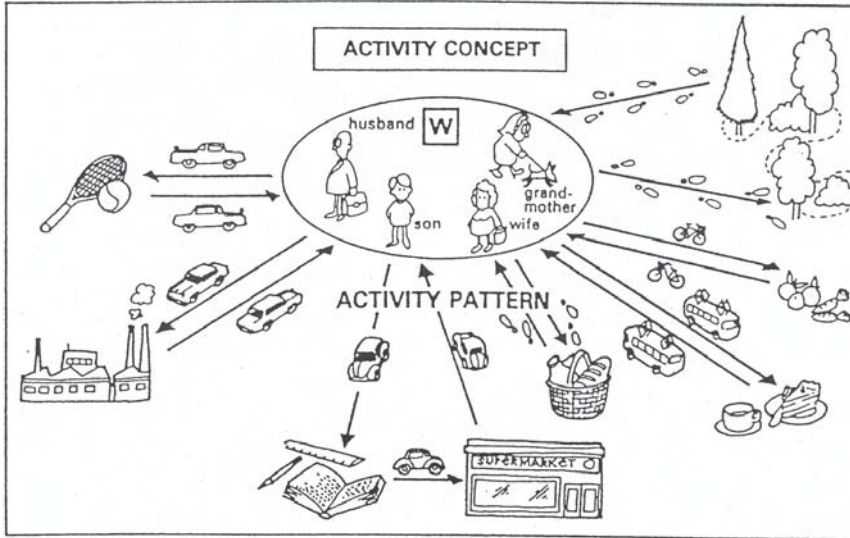 ACTIVITY CONCEPT
husband
W
grand-
mother
son
wife
ACTIVITY PATTERN
SUPERMARKET